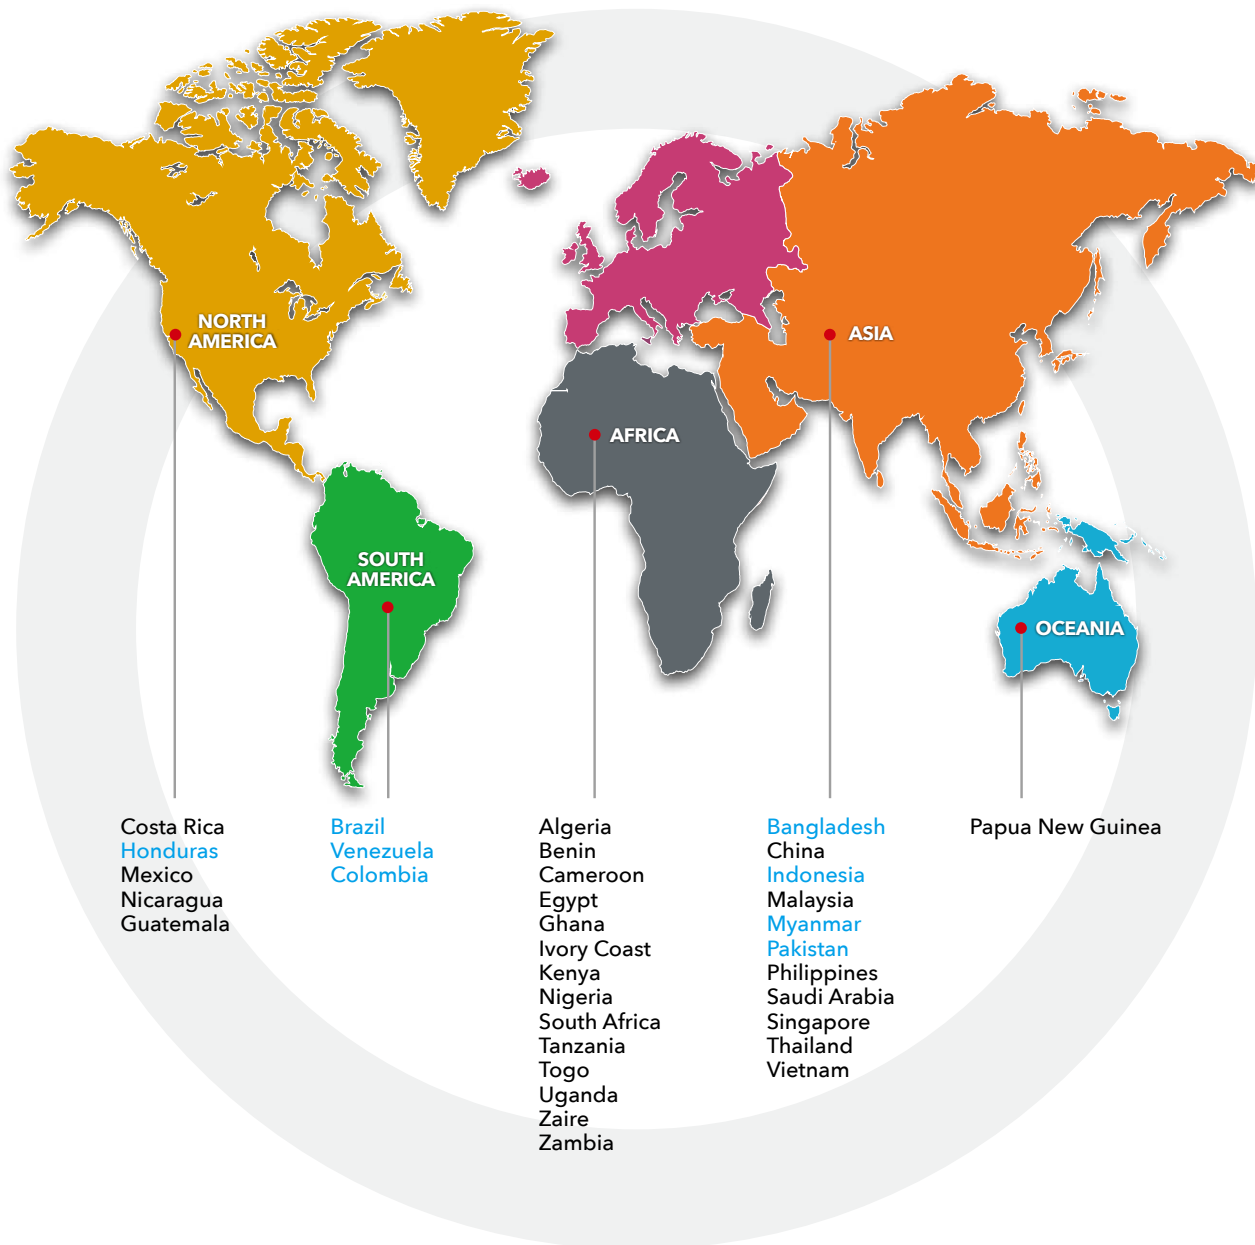 NORTH
AMERICA
ASIA
AFRICA
SOUTH
AMERICA
OCEANIA
Costa Rica
Honduras
Mexico
Nicaragua
Guatemala
Brazil
Venezuela
Colombia
Algeria
Benin
Cameroon
Egypt
Ghana
Ivory Coast
Kenya
Nigeria
South Africa
Tanzania
Togo
Uganda
Zaire
Zambia
Bangladesh
China
Indonesia
Malaysia
Myanmar
Pakistan
Philippines
Saudi Arabia
Singapore
Thailand
Vietnam
Papua New Guinea